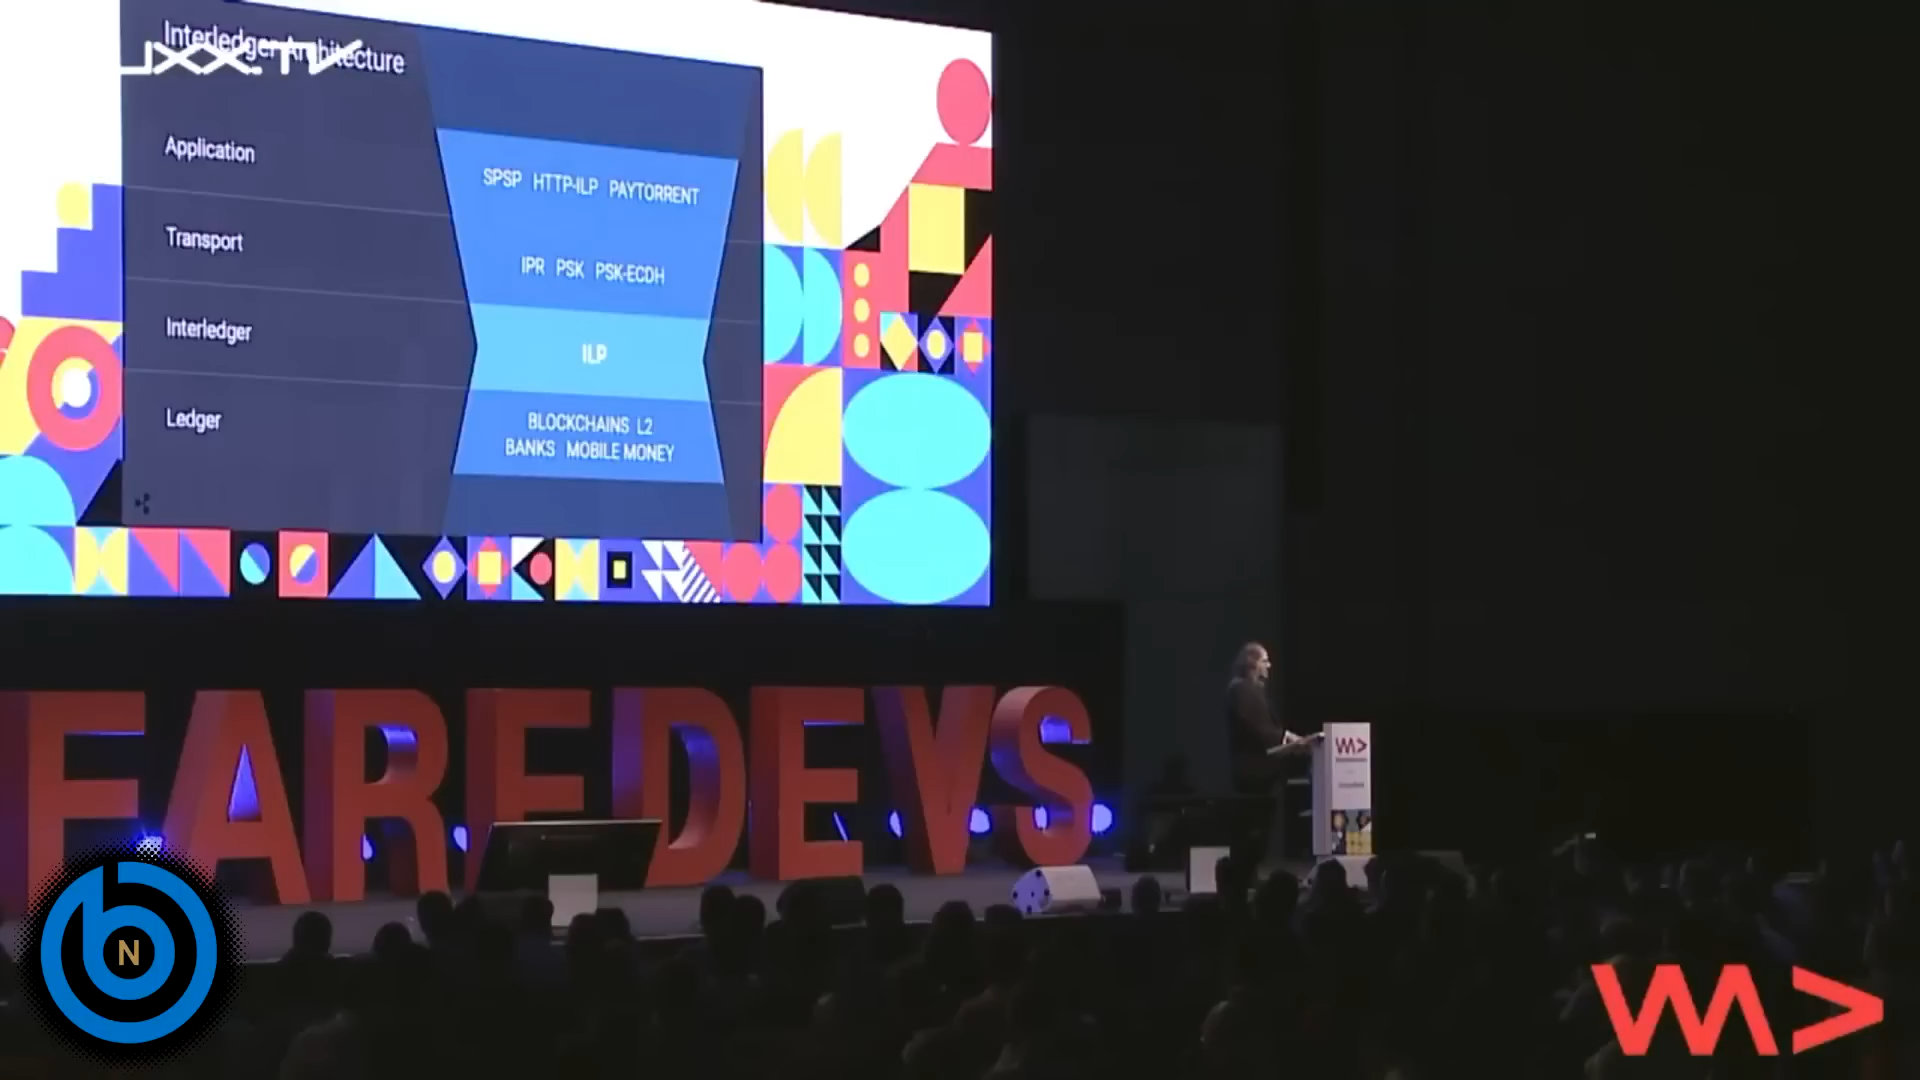 Interledger Architecture
Application
SPSP HTTP-ILP PAYTORRENT
Transport
IPR PSK PSK-ECDH
Interledger
ILP
Ledger
BLOCKCHAINS L2
BANKS MOBILE MONEY
EAREDEVS
N